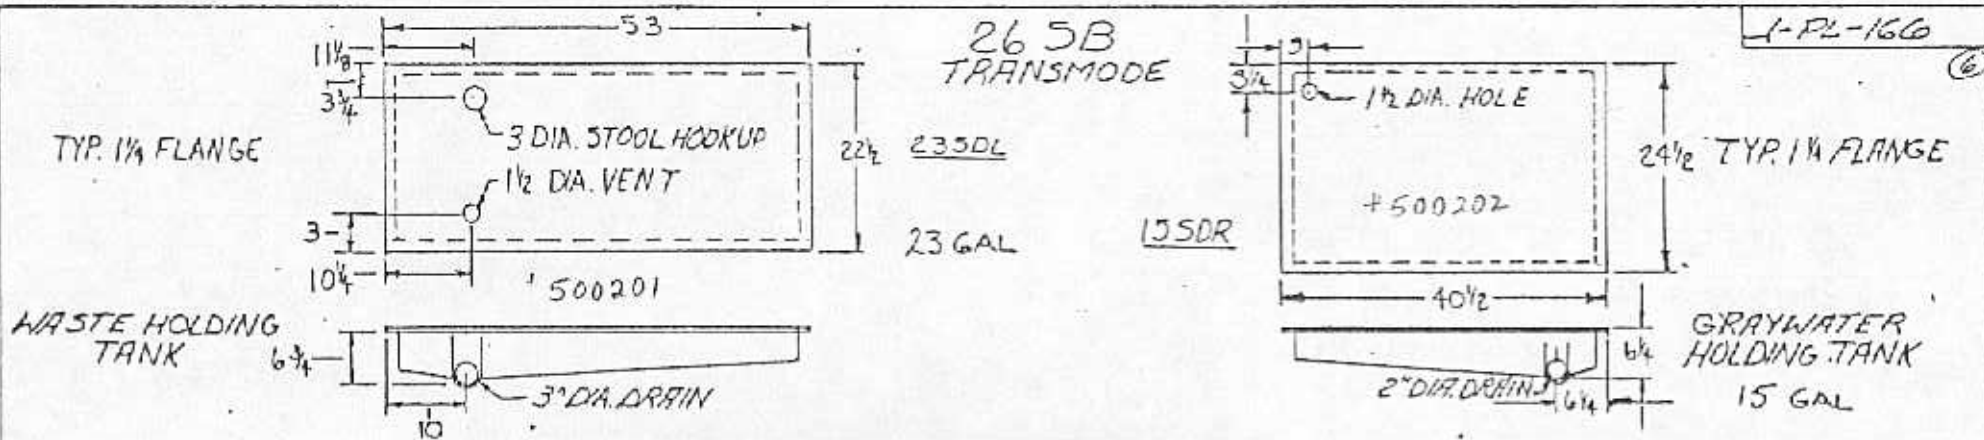 53
26 SB
TRANSMODE
1-PL-166
6
11 1/8
3 3/4
3 DIA. STOOL HOOKUP
1 1/2 DIA. VENT
TYP. 1 1/4 FLANGE
22 1/2
23SDL
23 GAL
3
10 1/4
500201
WASTE HOLDING
TANK
6 3/4
3" DIA. DRAIN
10
3 1/2
1 1/2 DIA. HOLE
24 1/2
TYP. 1 1/4 FLANGE
15SDR
500202
40 1/2
GRAYWATER
HOLDING TANK
15 GAL
6 1/4
2" DIA. DRAIN
6 1/4